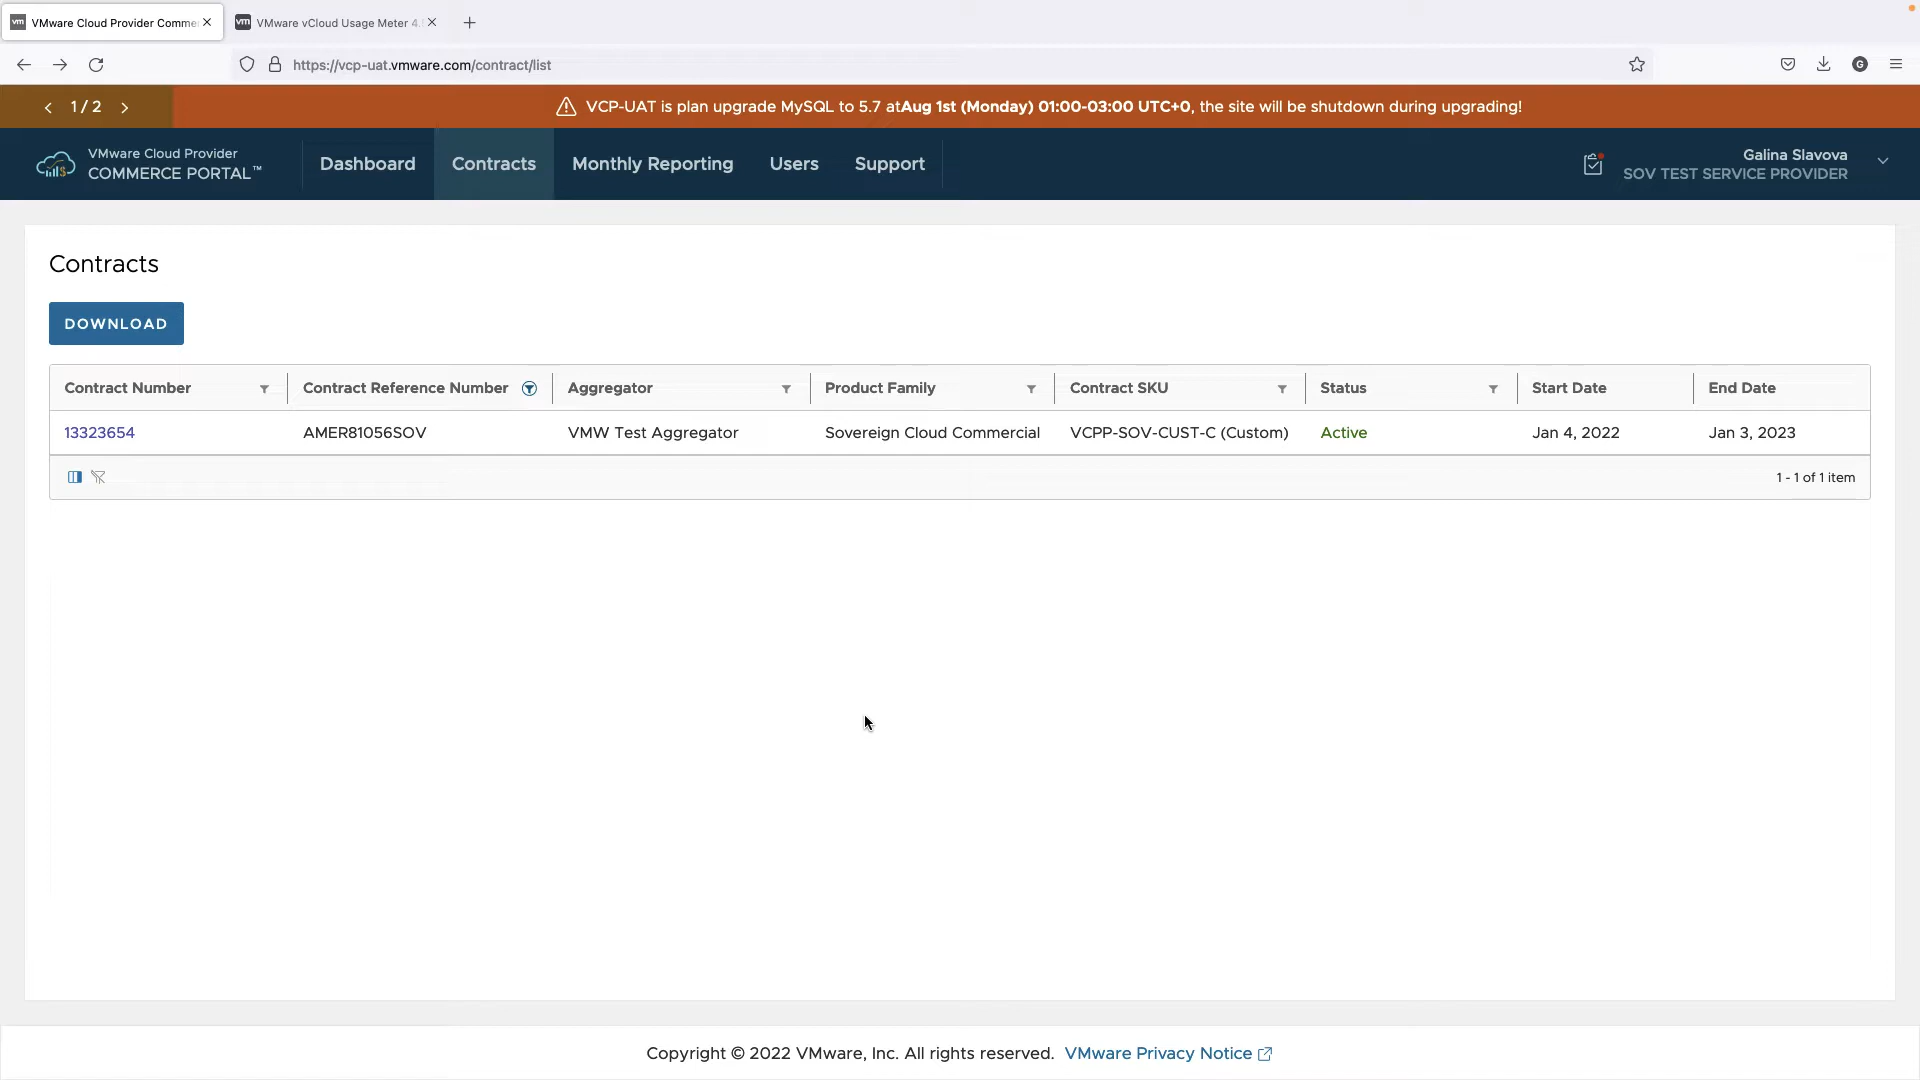 VMware Cloud Provider Comme
VMware vCloud Usage Meter 4.
https://vcp-uat.vmware.com/contract/list
1 / 2
VCP-UAT is plan upgrade MySQL to 5.7 atAug 1st (Monday) 01:00-03:00 UTC+0, the site will be shutdown during upgrading!
VMware Cloud Provider
COMMERCE PORTAL™
Dashboard
Contracts
Monthly Reporting
Users
Support
Galina Slavova
SOV TEST SERVICE PROVIDER
Contracts
DOWNLOAD
Contract Number Contract Reference Number Aggregator Product Family Contract SKU Status Start Date End Date
13323654 AMER81056SOV VMW Test Aggregator Sovereign Cloud Commercial VCPP-SOV-CUST-C (Custom) Active Jan 4, 2022 Jan 3, 2023
1 - 1 of 1 item
Copyright © 2022 VMware, Inc. All rights reserved. VMware Privacy Notice